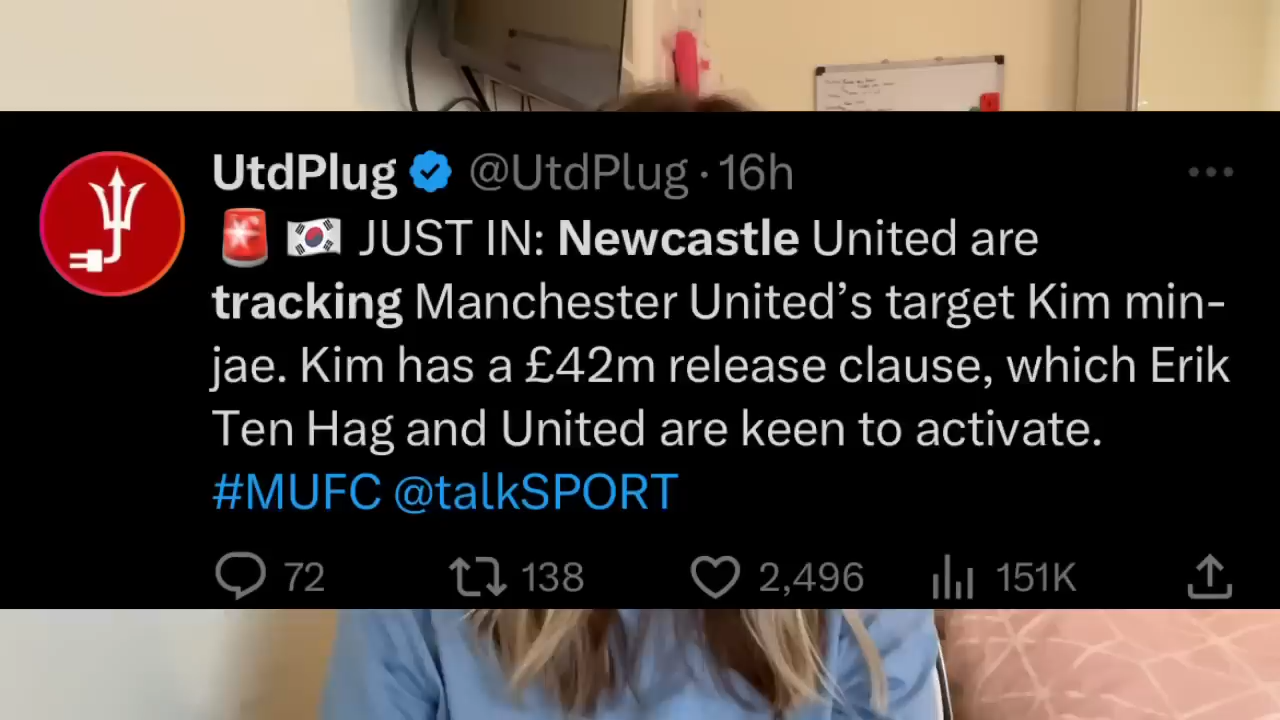 UtdPlug @UtdPlug · 16h
🚨 🇰🇷 JUST IN: Newcastle United are
tracking Manchester United’s target Kim min-
jae. Kim has a £42m release clause, which Erik
Ten Hag and United are keen to activate.
#MUFC @talkSPORT
72 138 2,496 151K